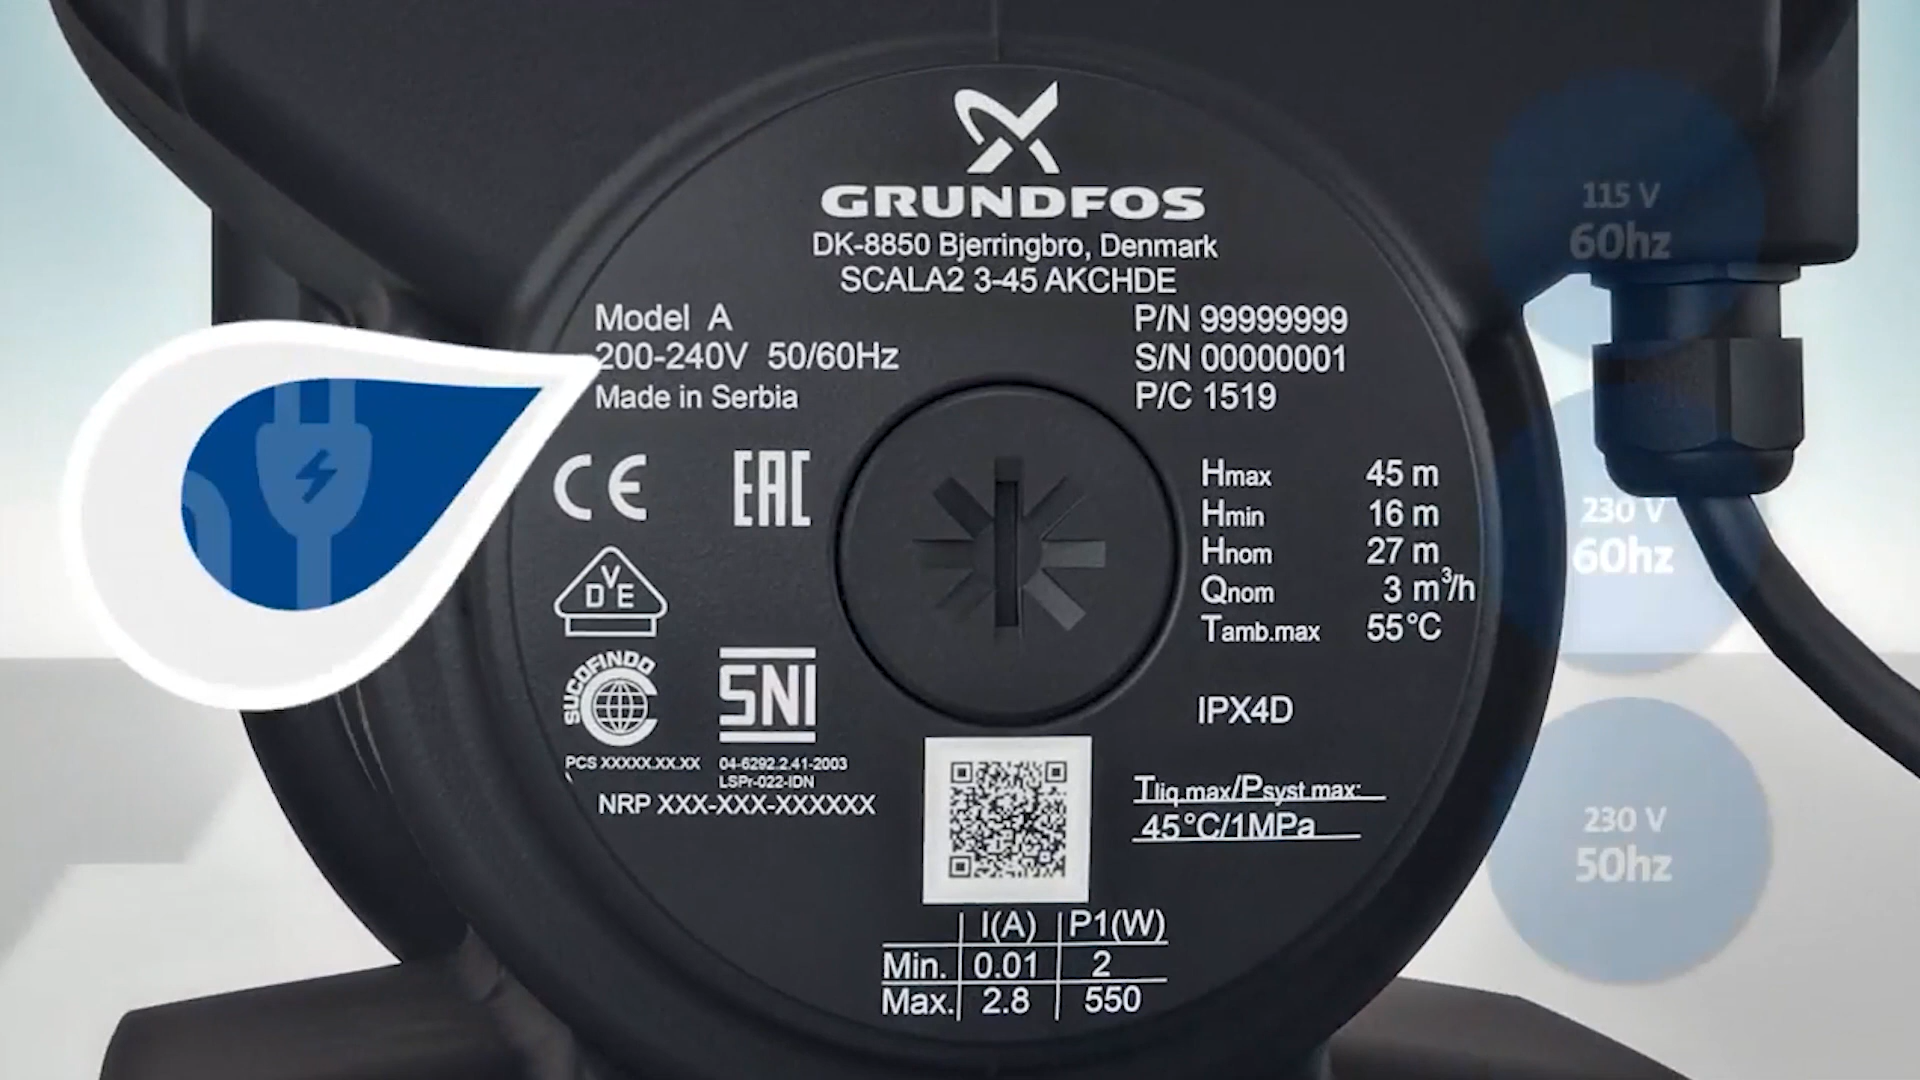 GRUNDFOS
DK-8850 Bjerringbro, Denmark
SCALA2 3-45 AKCHDE
Model A
200-240V 50/60Hz
Made in Serbia
P/N 99999999
S/N 00000001
P/C 1519
CE
EAC
VDE
SUCOFINDO
SNI
PCS XXXXX.XX.XX
04-6292.2.41-2003
LSPr-022-IDN
NRP XXX-XXX-XXXXXX
Hmax 45 m
Hmin 16 m
Hnom 27 m
Qnom 3 m³/h
Tamb.max 55°C
IPX4D
Tliq.max/Psyst.max:
45°C/1MPa
I(A) P1(W)
Min. 0.01 2
Max. 2.8 550
115 V
60hz
230 V
60hz
230 V
50hz